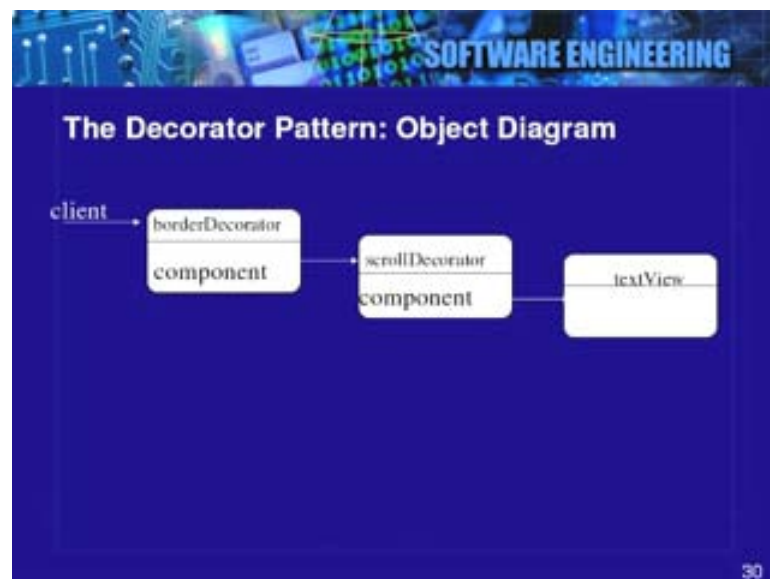 SOFTWARE ENGINEERING
The Decorator Pattern: Object Diagram
client
borderDecorator
component
scrollDecorator
component
textView
30